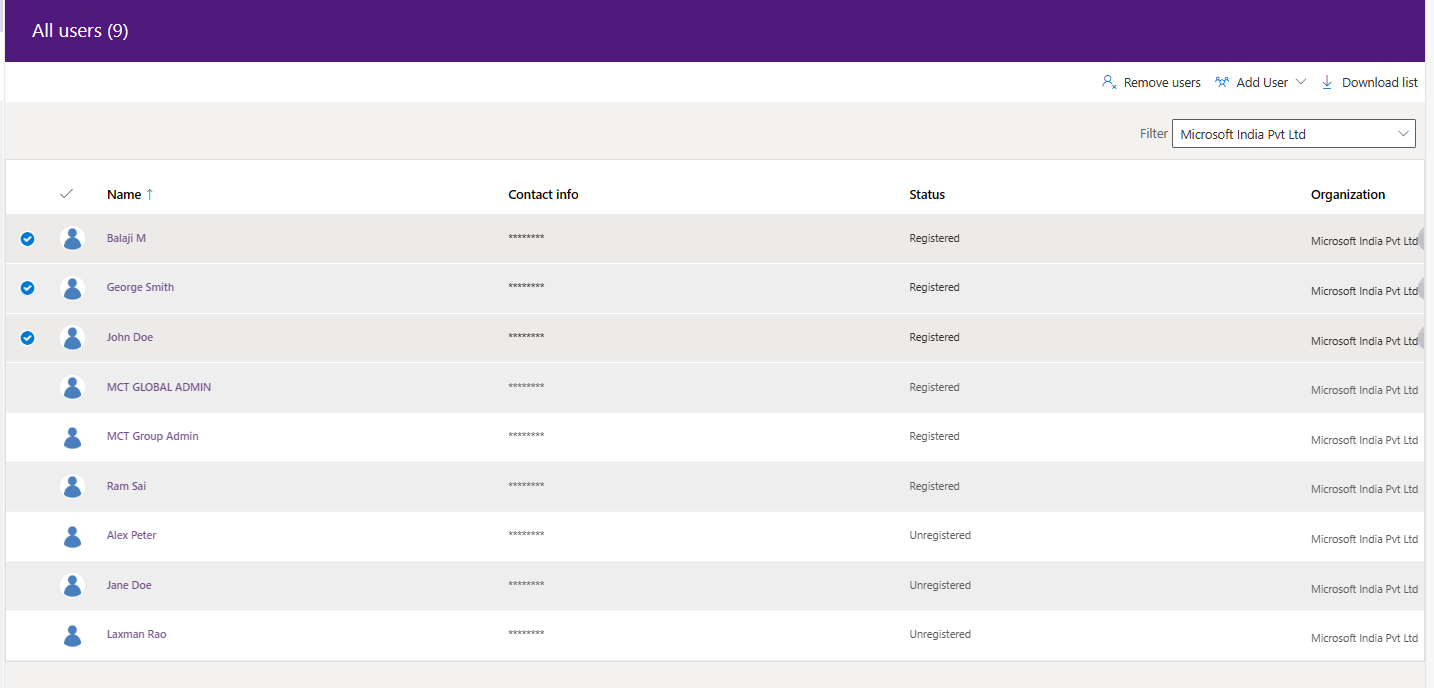 All users (9)
Remove users Add User Download list
Filter Microsoft India Pvt Ltd
Name ↑ Contact info Status Organization
Balaji M ******** Registered Microsoft India Pvt Ltd
George Smith ******** Registered Microsoft India Pvt Ltd
John Doe ******** Registered Microsoft India Pvt Ltd
MCT GLOBAL ADMIN ******** Registered Microsoft India Pvt Ltd
MCT Group Admin ******** Registered Microsoft India Pvt Ltd
Ram Sai ******** Registered Microsoft India Pvt Ltd
Alex Peter ******** Unregistered Microsoft India Pvt Ltd
Jane Doe ******** Unregistered Microsoft India Pvt Ltd
Laxman Rao ******** Unregistered Microsoft India Pvt Ltd